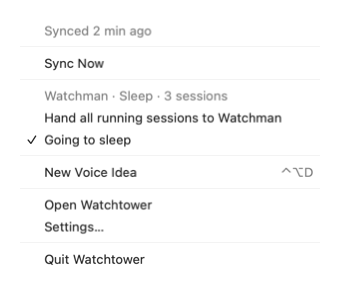 Synced 2 min ago
Sync Now
Watchman · Sleep · 3 sessions
Hand all running sessions to Watchman
✓ Going to sleep
New Voice Idea ⌃⌥D
Open Watchtower
Settings...
Quit Watchtower